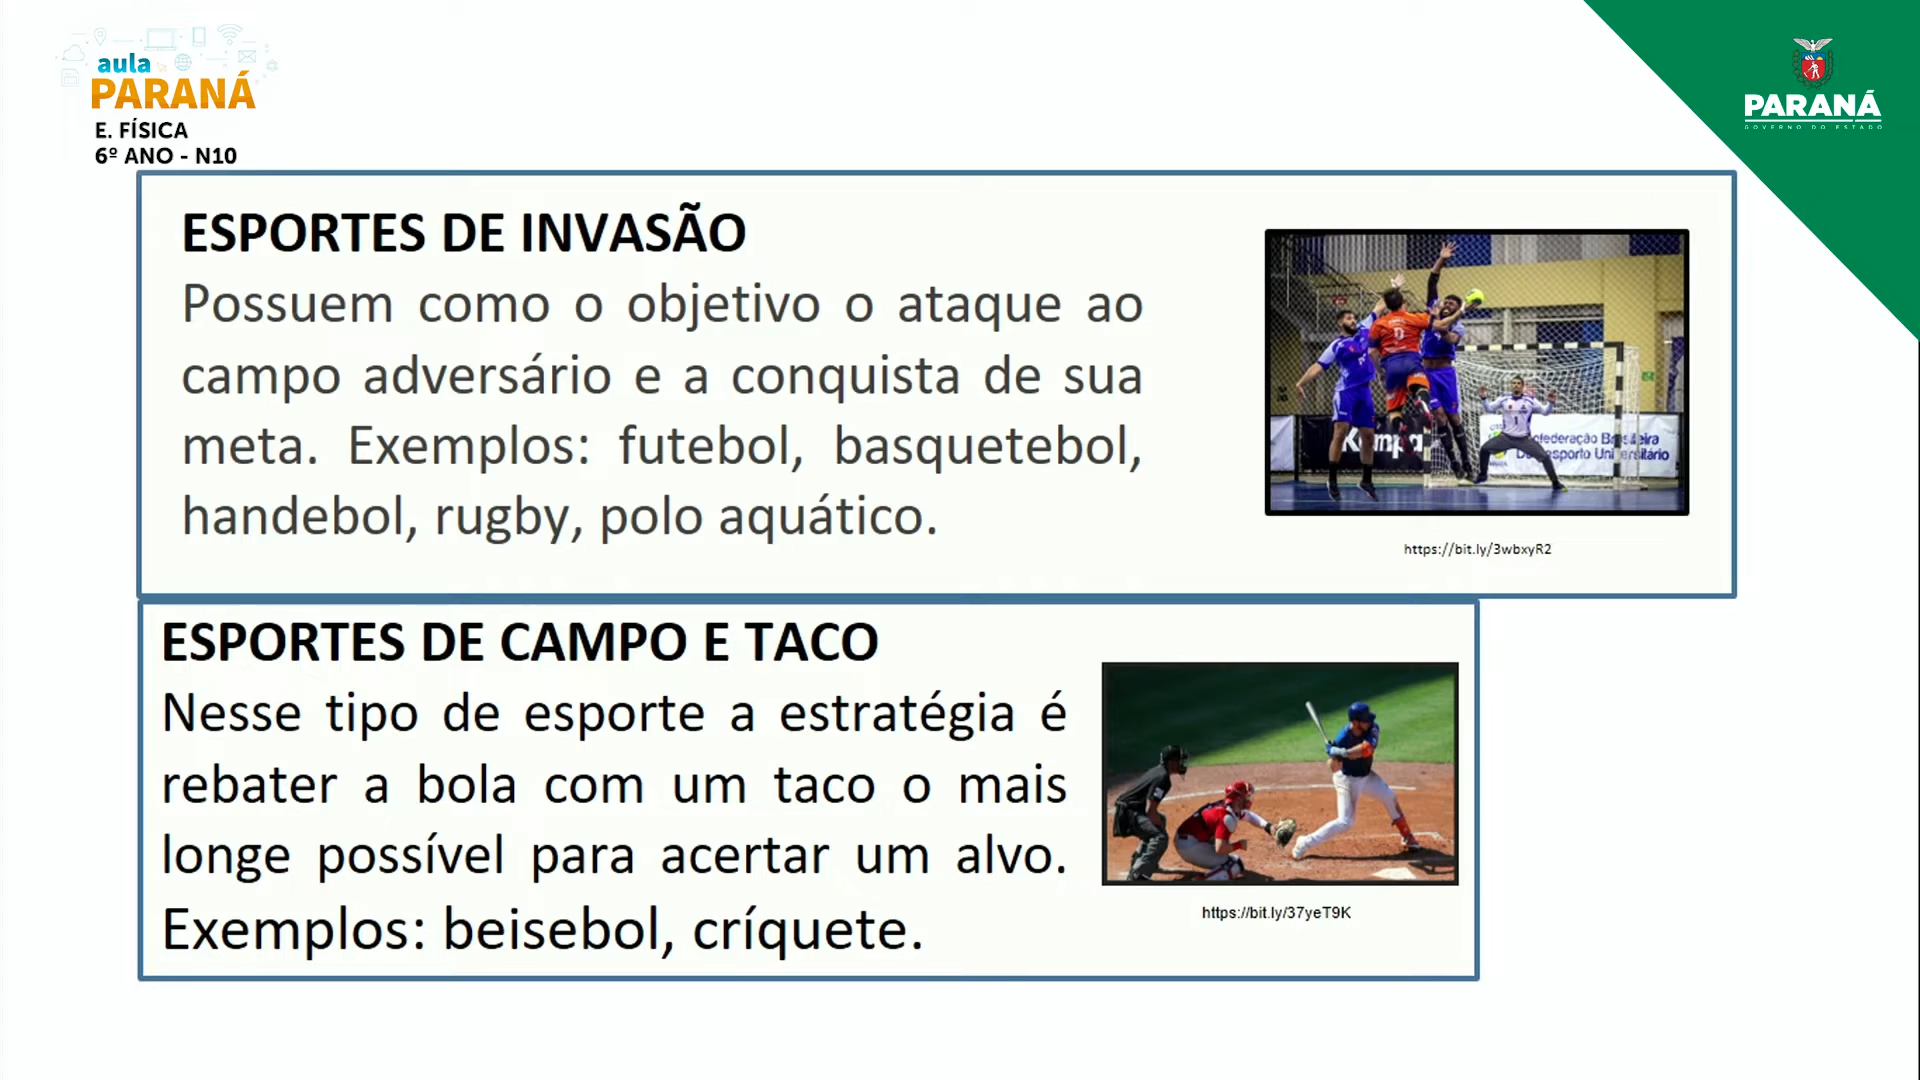 aula
PARANÁ
E. FÍSICA
6º ANO - N10
PARANÁ
GOVERNO DO ESTADO
ESPORTES DE INVASÃO
Possuem como o objetivo o ataque ao
campo adversário e a conquista de sua
meta. Exemplos: futebol, basquetebol,
handebol, rugby, polo aquático.
Kempa
https://bit.ly/3wbxyR2
ESPORTES DE CAMPO E TACO
Nesse tipo de esporte a estratégia é
rebater a bola com um taco o mais
longe possível para acertar um alvo.
Exemplos: beisebol, críquete.
https://bit.ly/37yeT9K